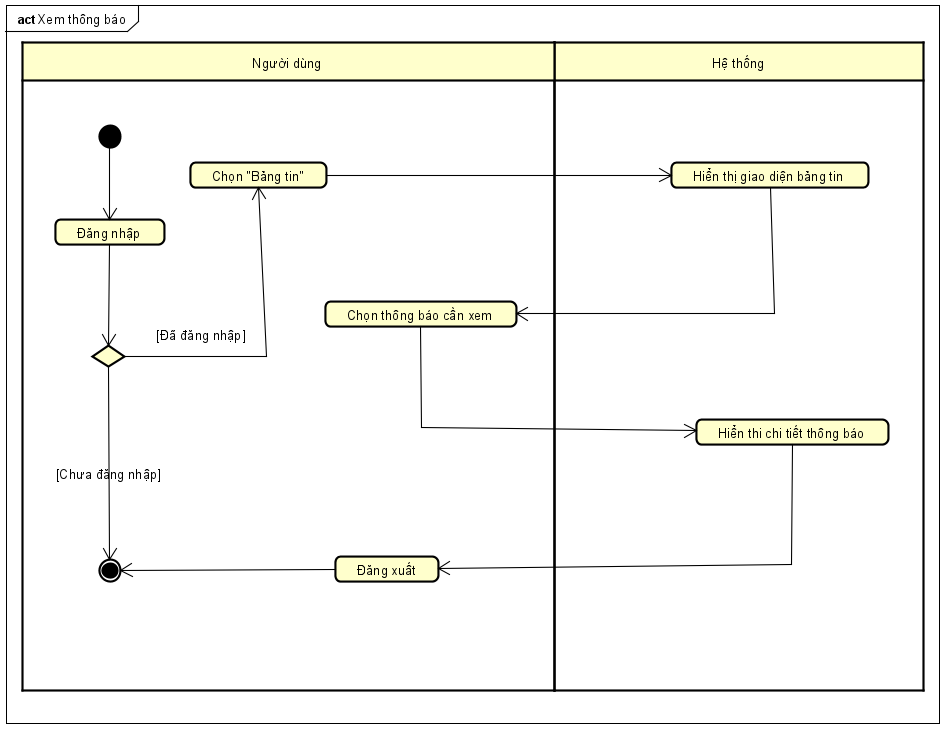 act Xem thông báo
Người dùng
Hệ thống
Chọn "Bảng tin"
Hiển thị giao diện bảng tin
Đăng nhập
Chọn thông báo cần xem
[Đã đăng nhập]
Hiển thi chi tiết thông báo
[Chưa đăng nhập]
Đăng xuất